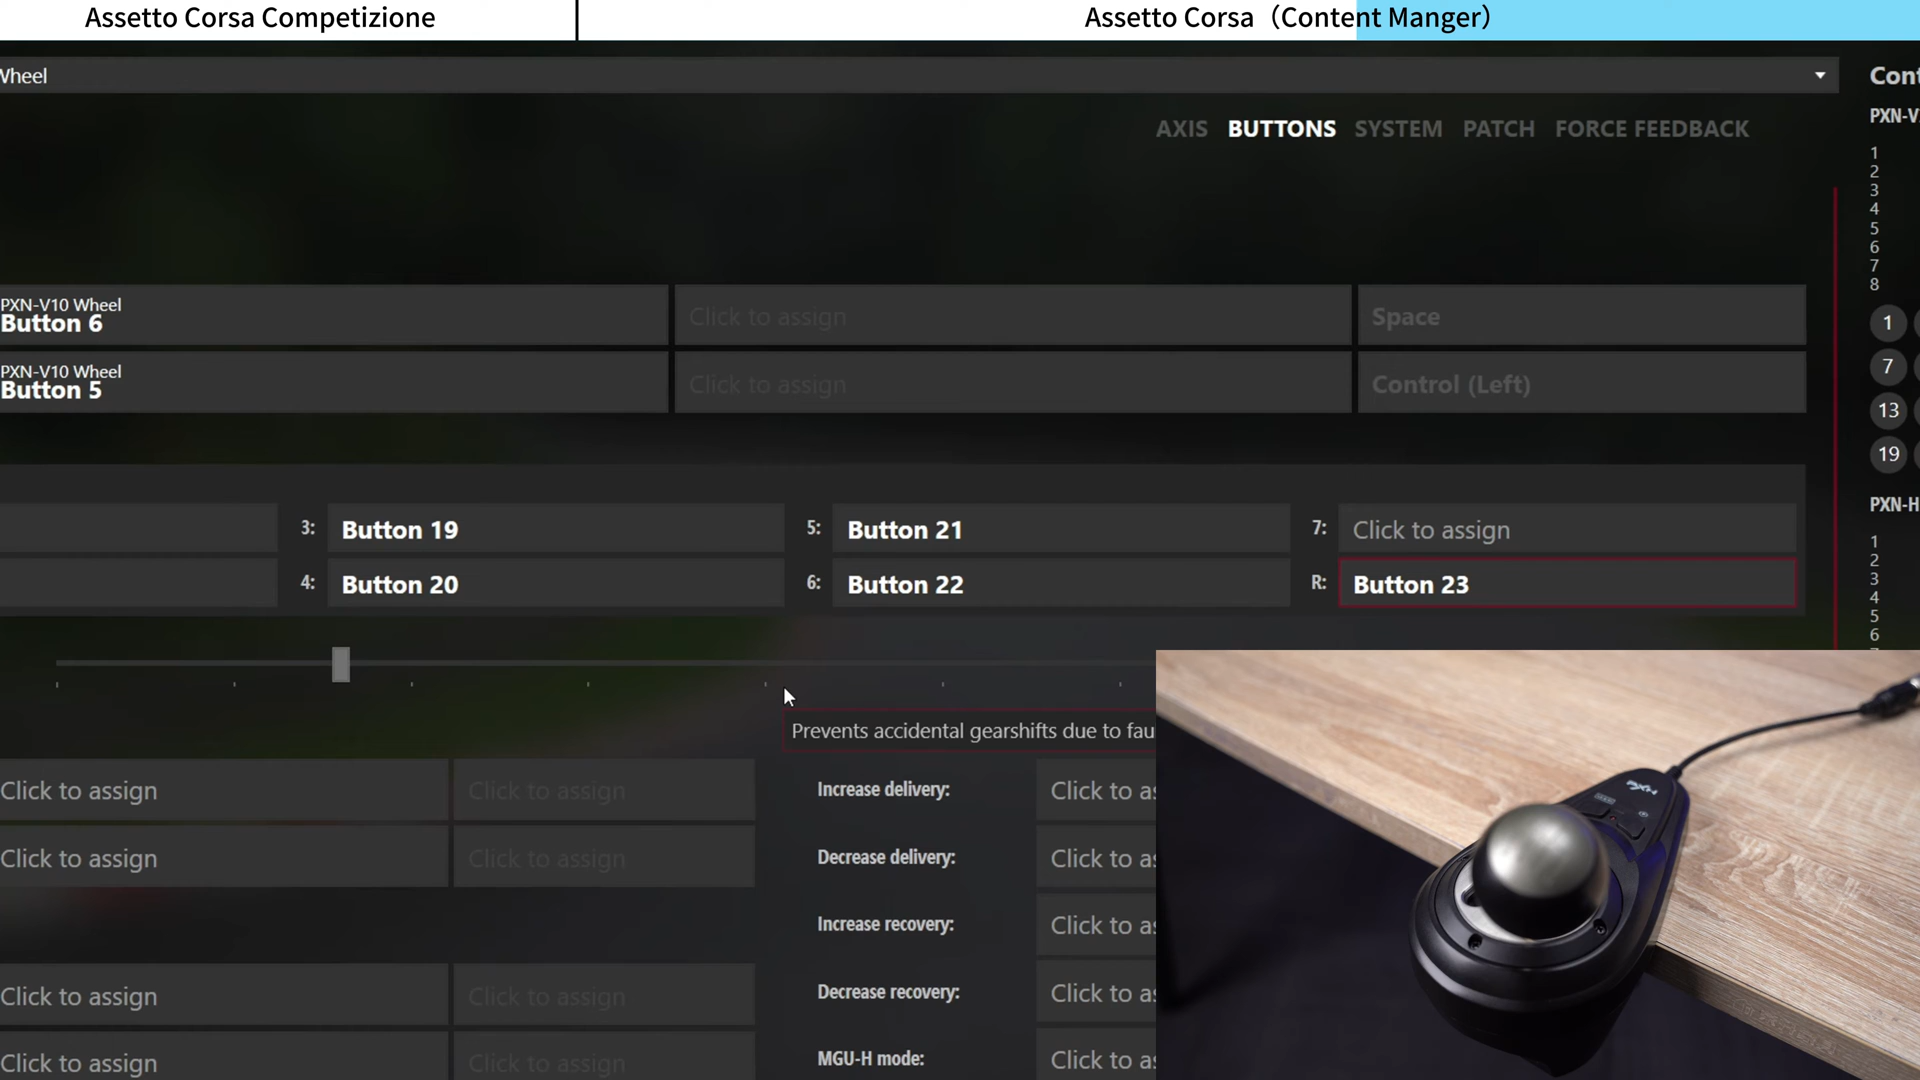 Assetto Corsa Competizione
Assetto Corsa（Content Manger）
Wheel
Cont
PXN-V
AXIS BUTTONS SYSTEM PATCH FORCE FEEDBACK
1
2
3
4
5
6
7
8
PXN-V10 Wheel
Button 6
Click to assign
Space
1
PXN-V10 Wheel
Button 5
Click to assign
Control (Left)
7
13
19
PXN-H
3: Button 19
5: Button 21
7: Click to assign
4: Button 20
6: Button 22
R: Button 23
1
2
3
4
5
6
Prevents accidental gearshifts due to fau
Click to assign
Click to assign
Increase delivery:
Click to as
Click to assign
Click to assign
Decrease delivery:
Click to as
Increase recovery:
Click to as
Click to assign
Click to assign
Decrease recovery:
Click to as
Click to assign
Click to assign
MGU-H mode:
Click to as
PXN